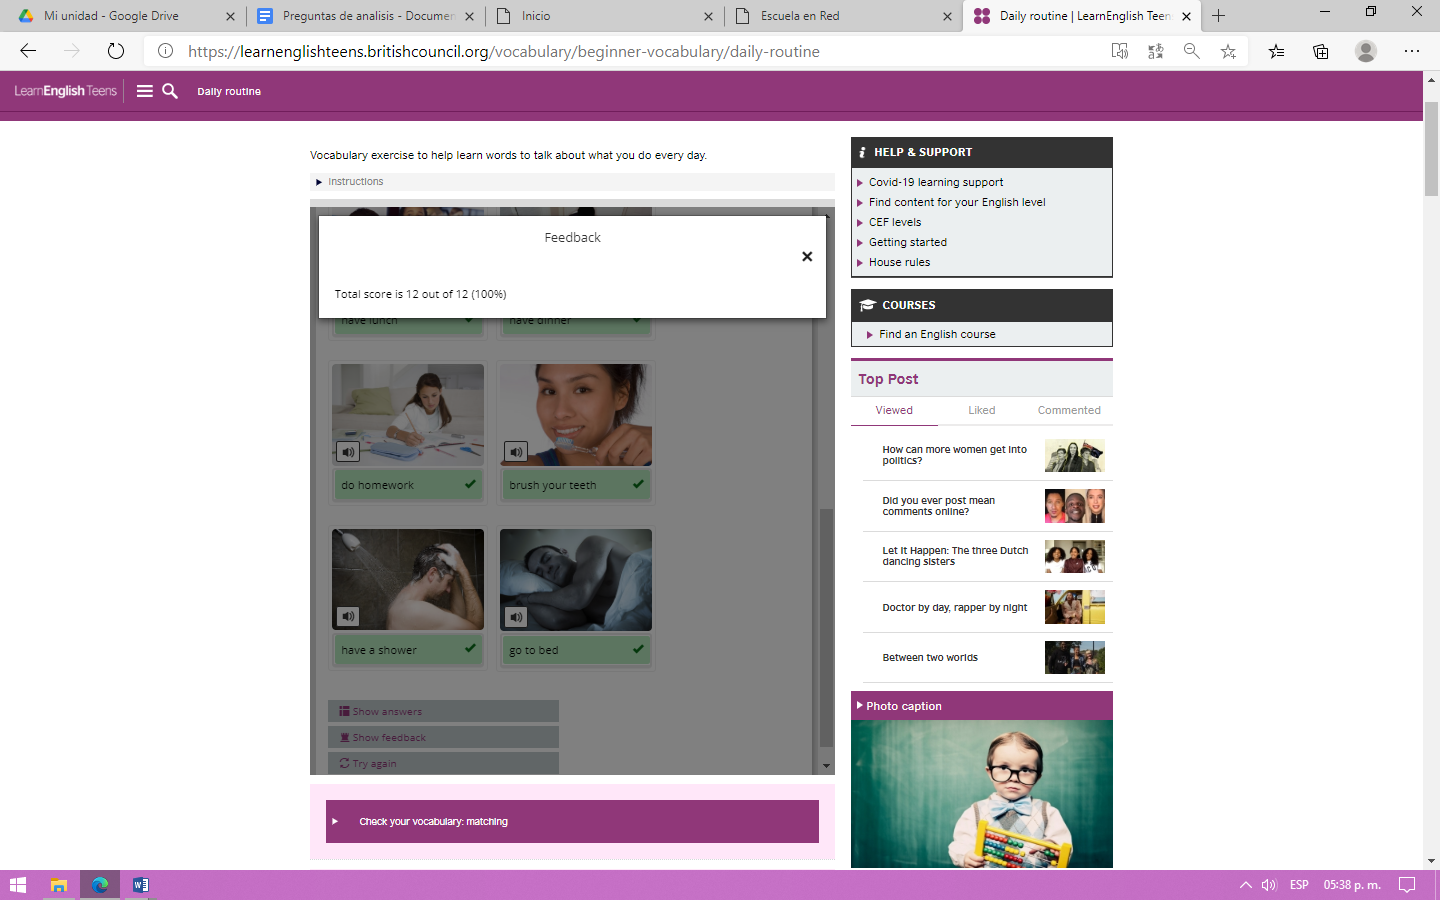 Mi unidad - Google Drive
Preguntas de analisis - Documen
Inicio
Escuela en Red
Daily routine | LearnEnglish Teen
https://learnenglishteens.britishcouncil.org/vocabulary/beginner-vocabulary/daily-routine
LearnEnglish Teens
Daily routine
Vocabulary exercise to help learn words to talk about what you do every day.
Instructions
Feedback
Total score is 12 out of 12 (100%)
have lunch
have dinner
do homework
brush your teeth
have a shower
go to bed
Show answers
Show feedback
Try again
Check your vocabulary: matching
HELP & SUPPORT
Covid-19 learning support
Find content for your English level
CEF levels
Getting started
House rules
COURSES
Find an English course
Top Post
Viewed
Liked
Commented
How can more women get into
politics?
Did you ever post mean
comments online?
Let It Happen: The three Dutch
dancing sisters
Doctor by day, rapper by night
Between two worlds
Photo caption
ESP
05:38 p. m.